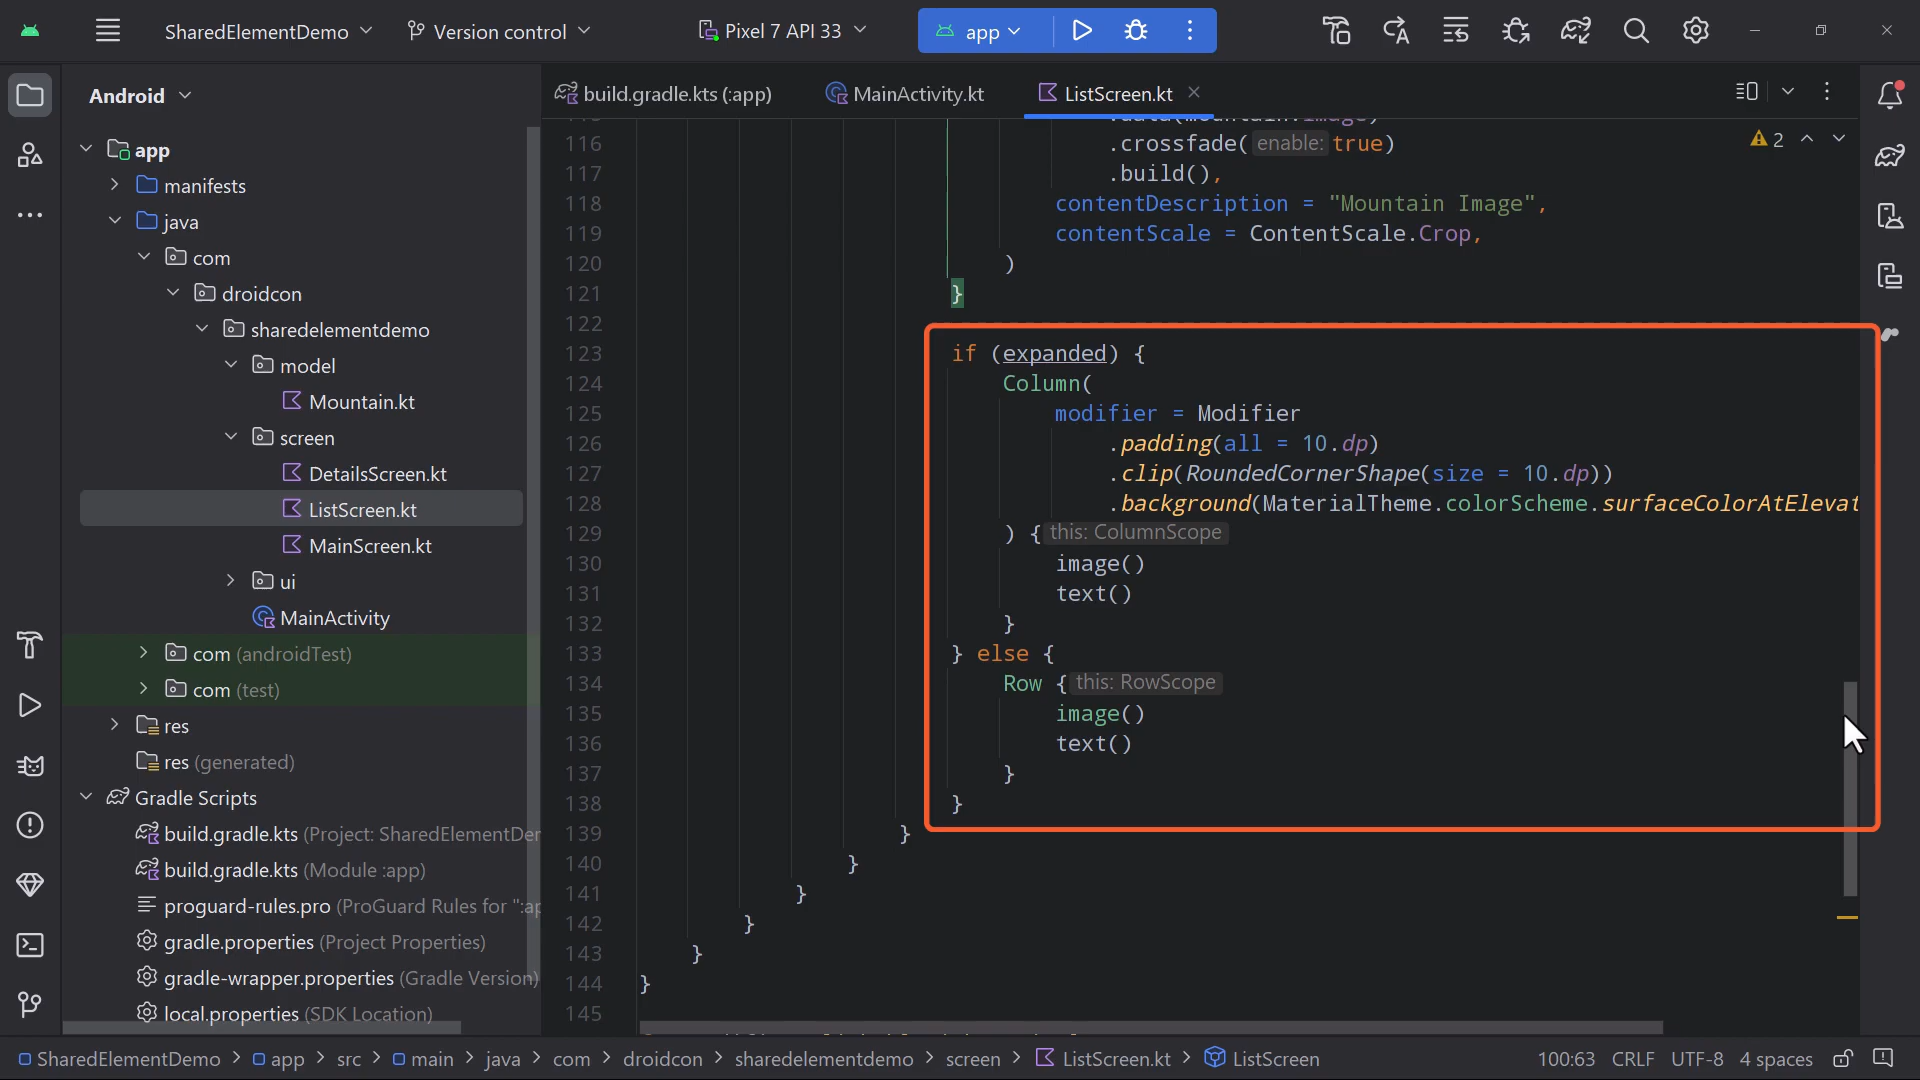 SharedElementDemo
Version control
Pixel 7 API 33
app
Android
build.gradle.kts (:app)
MainActivity.kt
ListScreen.kt
app
manifests
java
com
droidcon
sharedelementdemo
model
Mountain.kt
screen
DetailsScreen.kt
ListScreen.kt
MainScreen.kt
ui
MainActivity
com (androidTest)
com (test)
res
res (generated)
Gradle Scripts
build.gradle.kts (Project: SharedElementDer
build.gradle.kts (Module :app)
proguard-rules.pro (ProGuard Rules for ":ap
gradle.properties (Project Properties)
gradle-wrapper.properties (Gradle Version)
local.properties (SDK Location)
2
116 .crossfade( enable: true)
117 .build(),
118 contentDescription = "Mountain Image",
119 contentScale = ContentScale.Crop,
120 )
121 }
122
123 if (expanded) {
124 Column(
125 modifier = Modifier
126 .padding(all = 10.dp)
127 .clip(RoundedCornerShape(size = 10.dp))
128 .background(MaterialTheme.colorScheme.surfaceColorAtElevat
129 ) { this: ColumnScope
130 image()
131 text()
132 }
133 } else {
134 Row { this: RowScope
135 image()
136 text()
137 }
138 }
139 }
140 }
141 }
142 }
143 }
144 }
145
SharedElementDemo > app > src > main > java > com > droidcon > sharedelementdemo > screen > ListScreen.kt > ListScreen
100:63 CRLF UTF-8 4 spaces